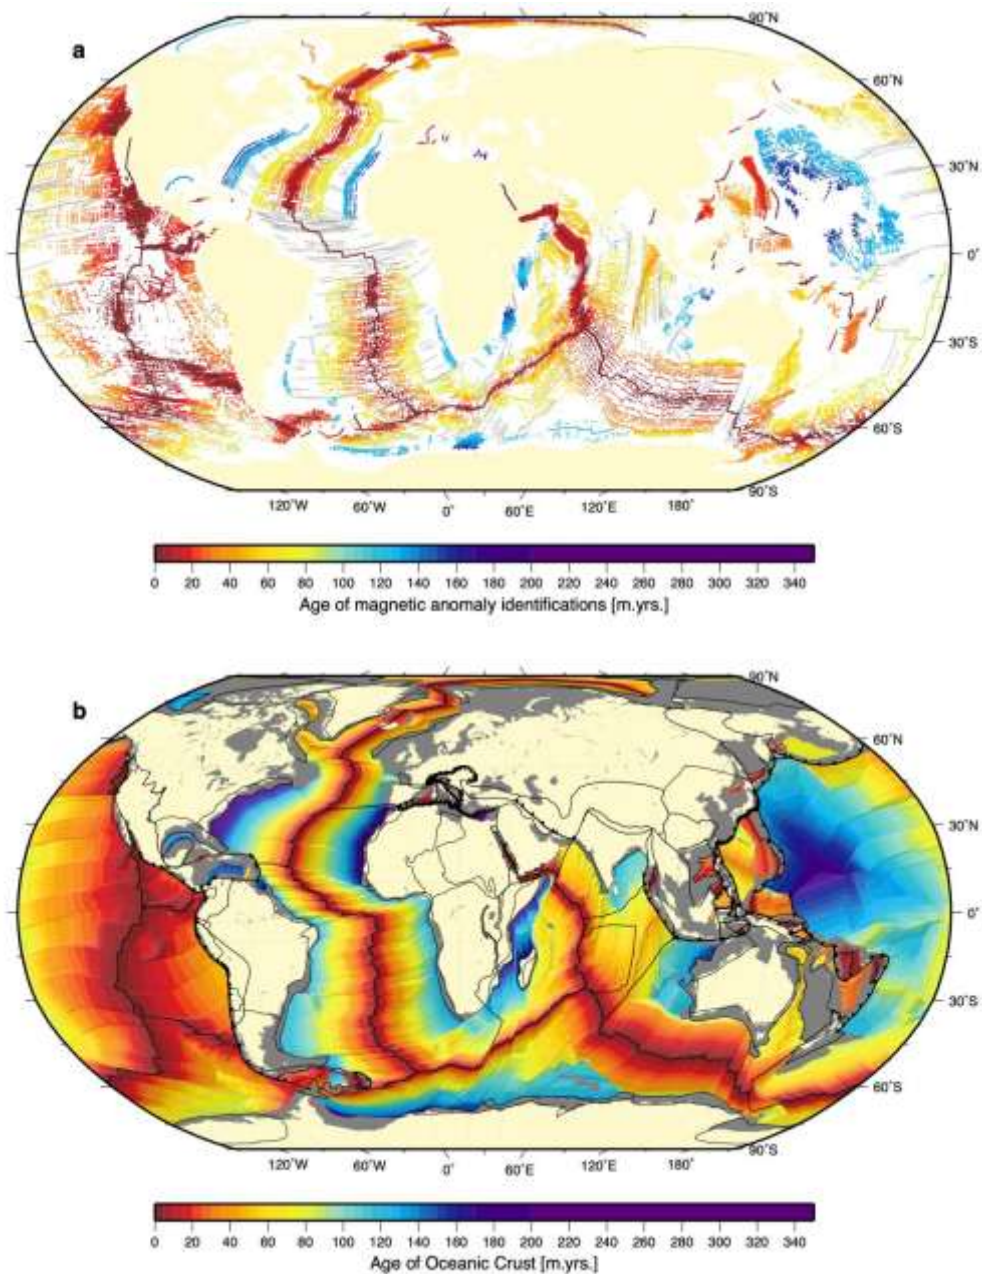 a
90˚N
60˚N
30˚N
0˚
30˚S
60˚S
90˚S
120˚W 60˚W 0˚ 60˚E 120˚E 180˚
0 20 40 60 80 100 120 140 160 180 200 220 240 260 280 300 320 340
Age of magnetic anomaly identifications [m.yrs.]
b
90˚N
60˚N
30˚N
0˚
30˚S
60˚S
90˚S
120˚W 60˚W 0˚ 60˚E 120˚E 180˚
0 20 40 60 80 100 120 140 160 180 200 220 240 260 280 300 320 340
Age of Oceanic Crust [m.yrs.]